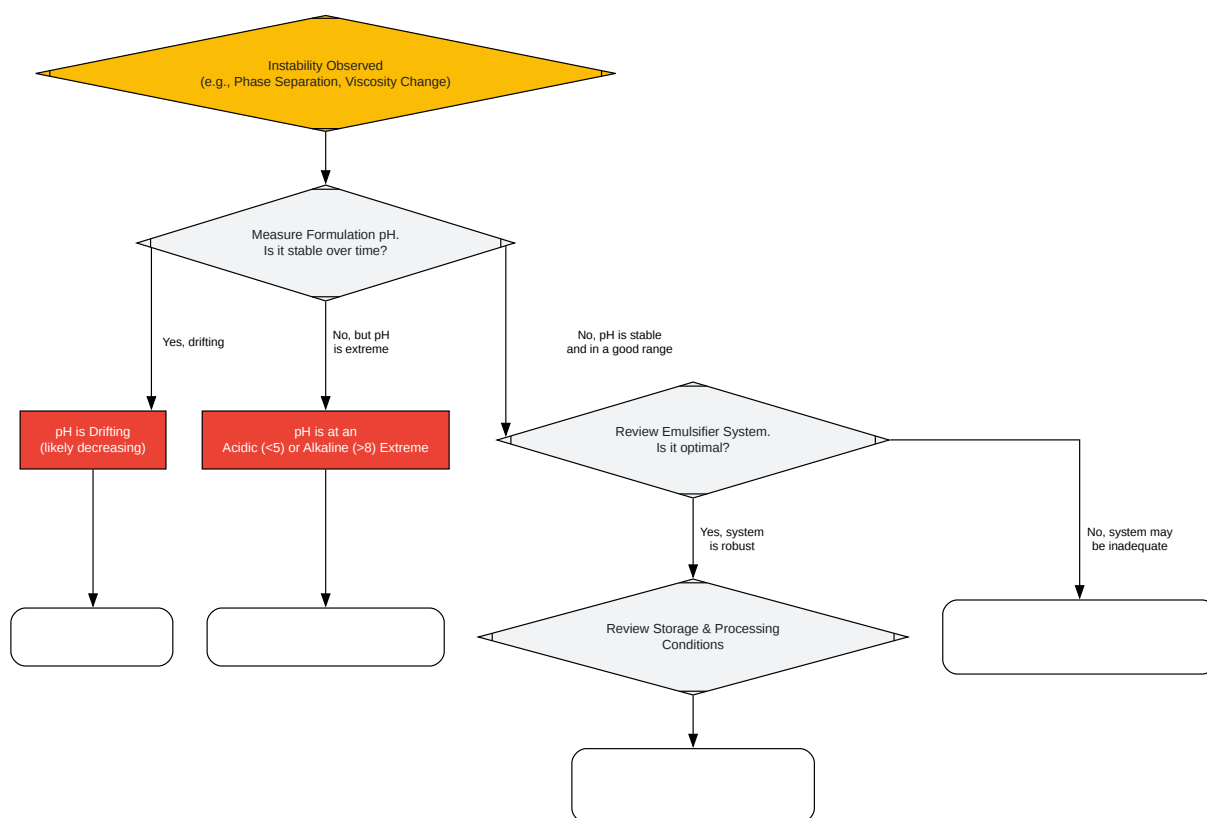 Instability Observed
(e.g., Phase Separation, Viscosity Change)
Measure Formulation pH.
Is it stable over time?
Yes, drifting
No, but pH
is extreme
No, pH is stable
and in a good range
pH is Drifting
(likely decreasing)
pH is at an
Acidic (<5) or Alkaline (>8) Extreme
Review Emulsifier System.
Is it optimal?
Yes, system
is robust
No, system may
be inadequate
Review Storage & Processing
Conditions